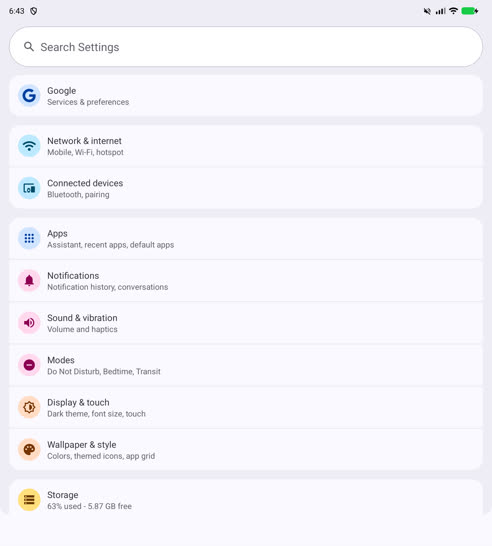 6:43
Search Settings
Google
Services & preferences
Network & internet
Mobile, Wi-Fi, hotspot
Connected devices
Bluetooth, pairing
Apps
Assistant, recent apps, default apps
Notifications
Notification history, conversations
Sound & vibration
Volume and haptics
Modes
Do Not Disturb, Bedtime, Transit
Display & touch
Dark theme, font size, touch
Wallpaper & style
Colors, themed icons, app grid
Storage
63% used - 5.87 GB free